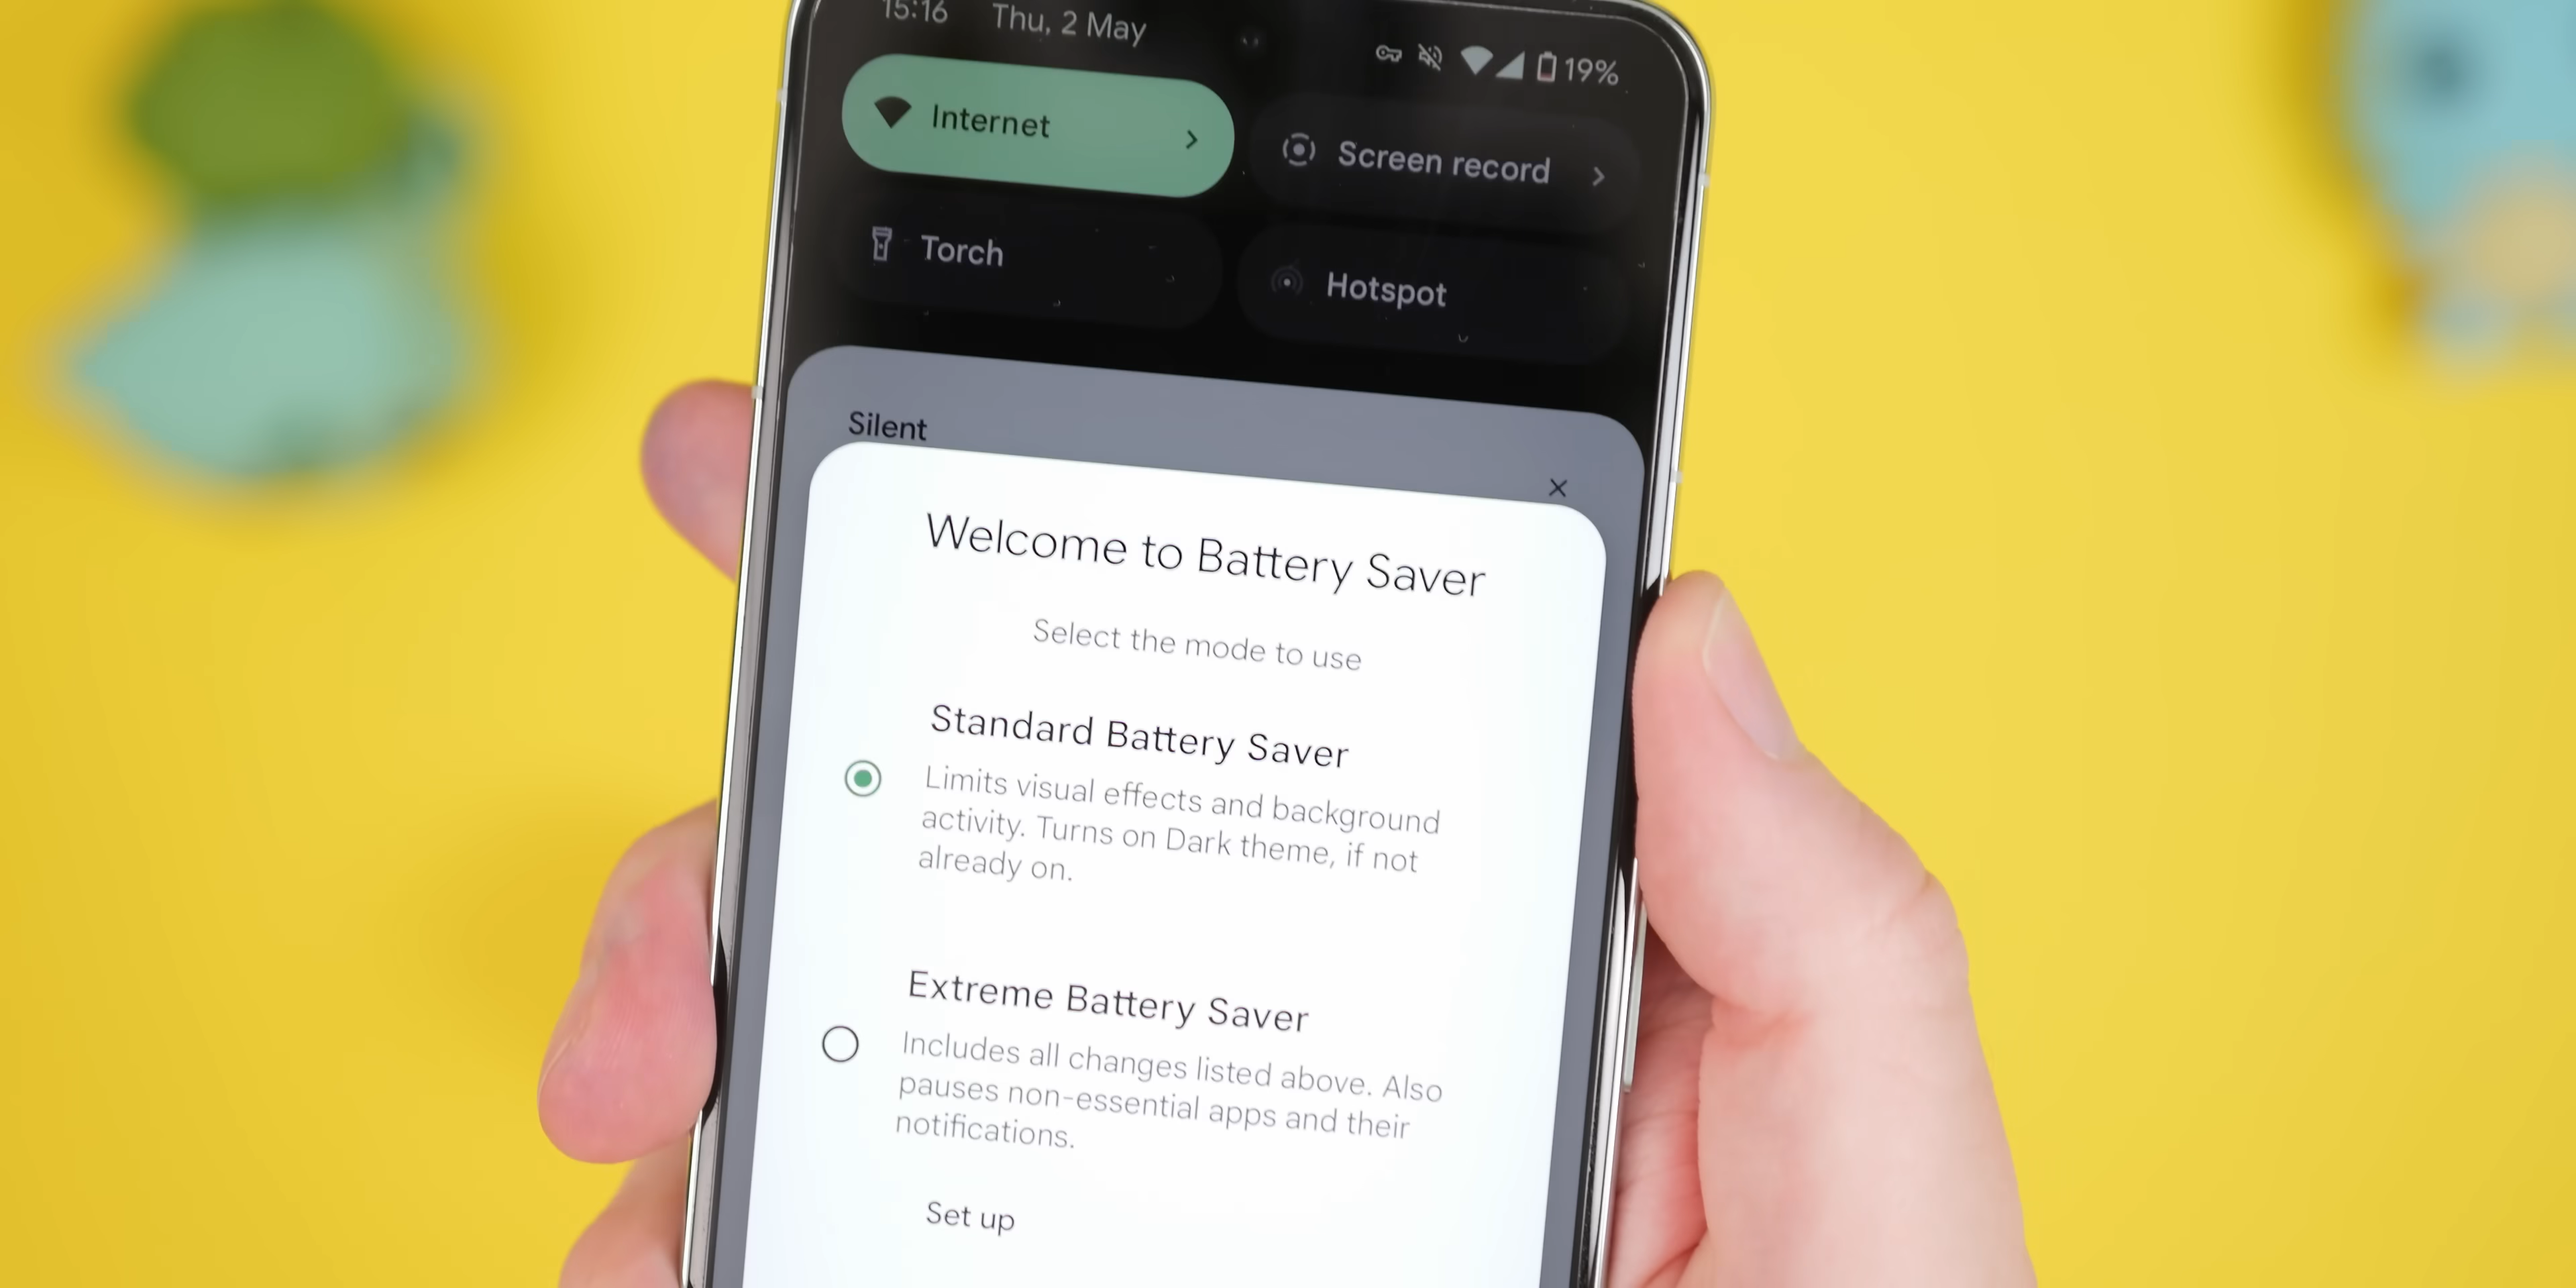 15:16 Thu, 2 May 19%
Internet
Screen record
Torch
Hotspot
Silent
Welcome to Battery Saver
Select the mode to use
Standard Battery Saver
Limits visual effects and background
activity. Turns on Dark theme, if not
already on.
Extreme Battery Saver
Includes all changes listed above. Also
pauses non-essential apps and their
notifications.
Set up